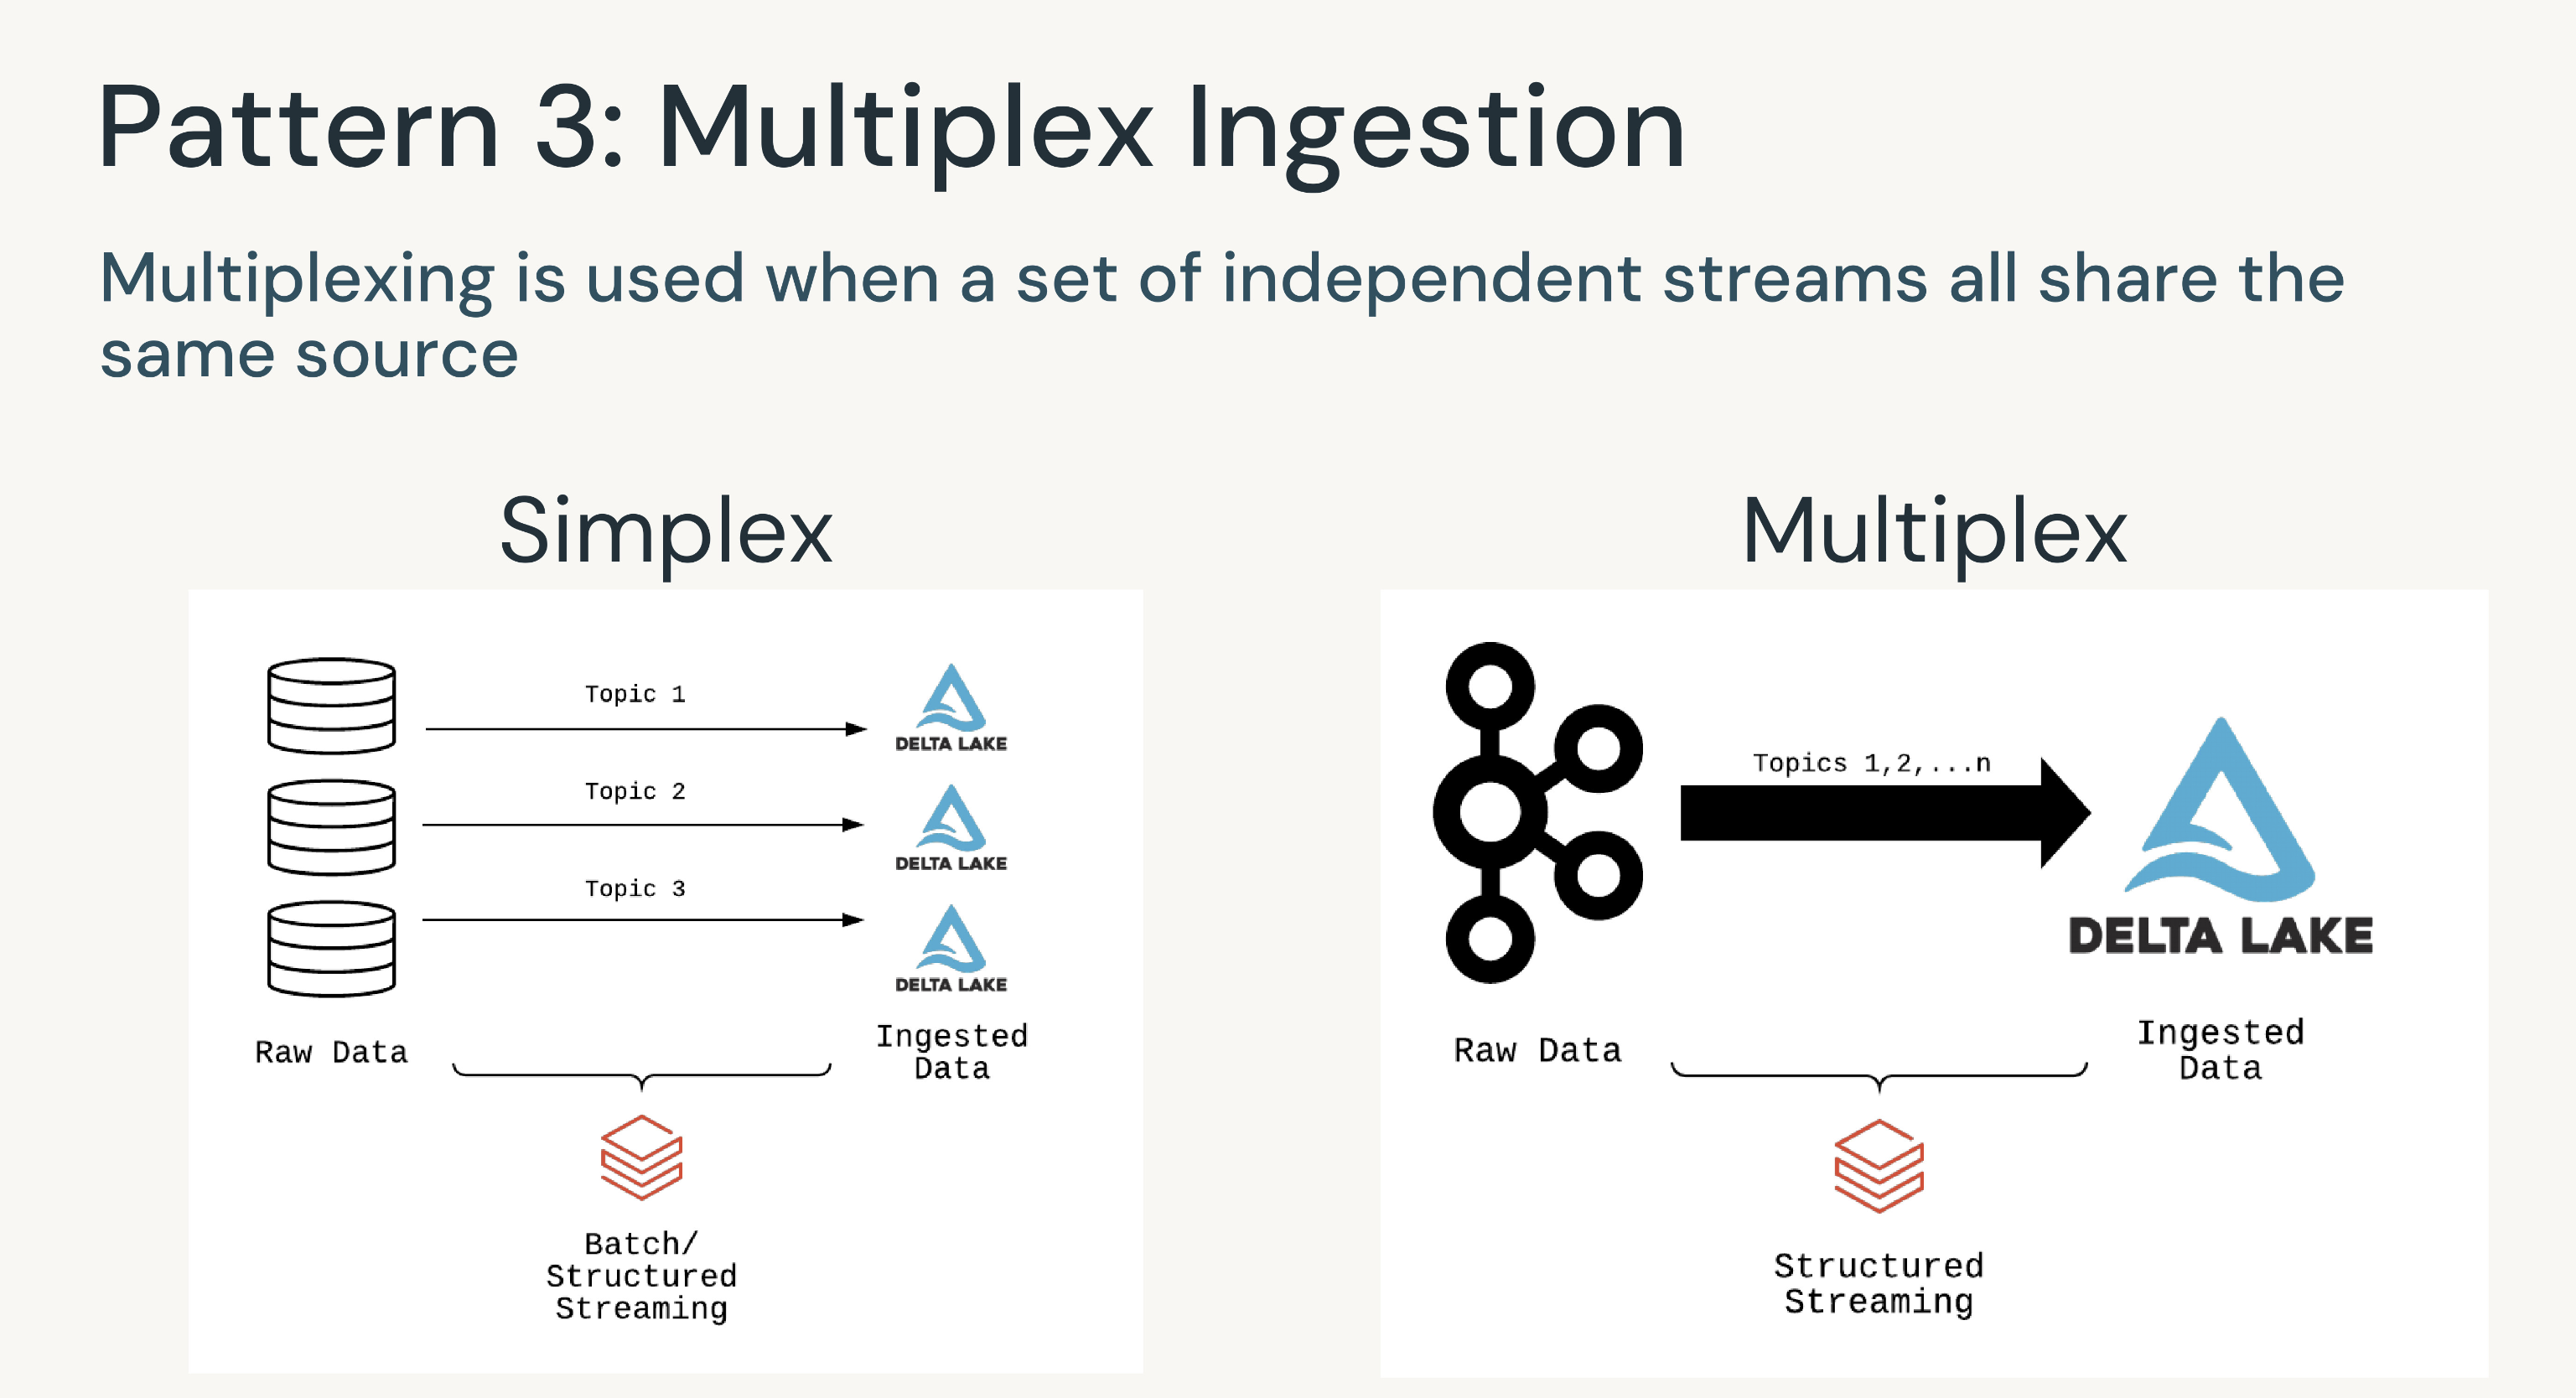 Pattern 3: Multiplex Ingestion
Multiplexing is used when a set of independent streams all share the
same source
Simplex
Topic 1
DELTA LAKE
Topic 2
DELTA LAKE
Topic 3
DELTA LAKE
Raw Data
Ingested
Data
Batch/
Structured
Streaming
Multiplex
Topics 1,2,...n
DELTA LAKE
Raw Data
Ingested
Data
Structured
Streaming